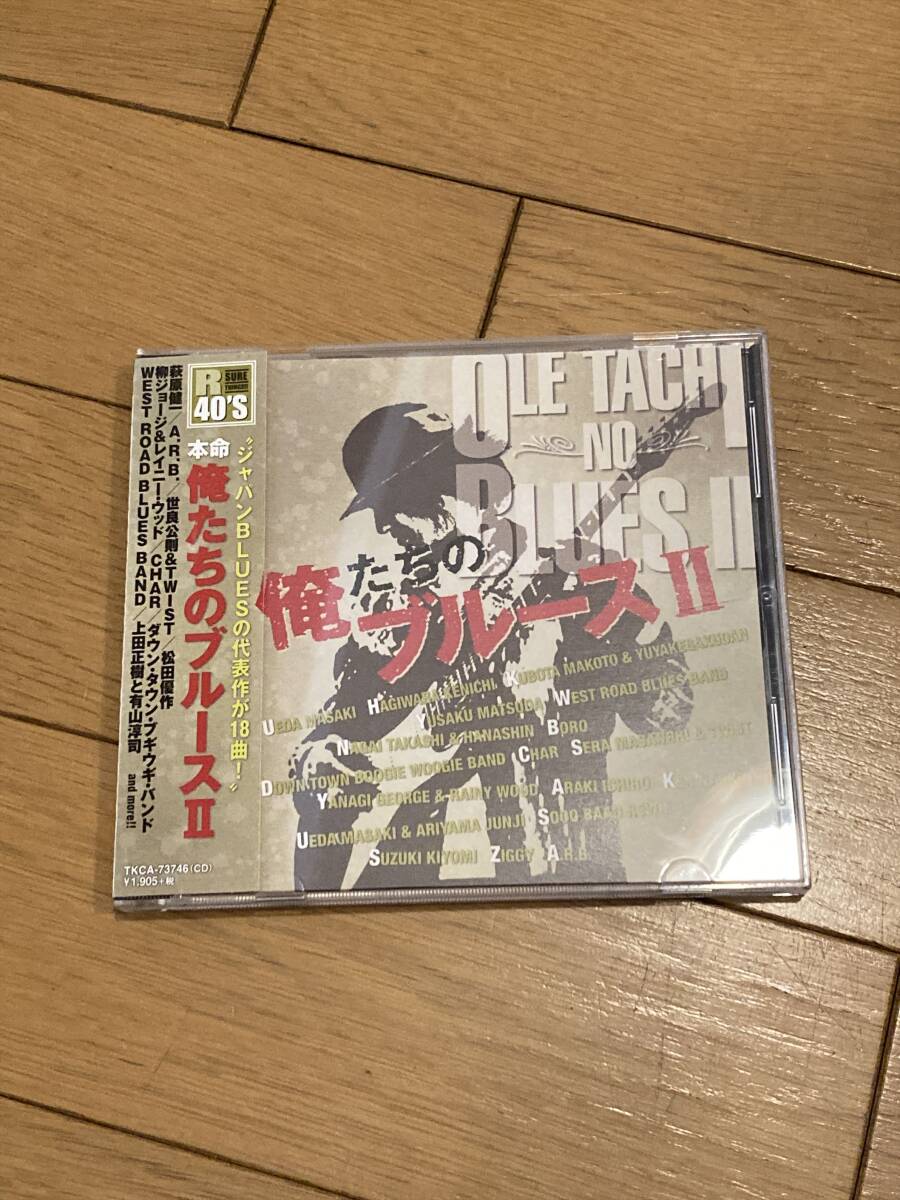 R SURE THINGS!!
40'S
本命
俺たちのブルースII
"ジャパンBLUESの代表作が18曲！"
萩原健一/A.R.B./世良公則&TWIST/松田優作
柳ジョージ&レイニー・ウッド/CHAR/ダウン・タウン・ブギ・ウギ・バンド
WEST ROAD BLUES BAND/上田正樹と有山淳司
and more!!
TKCA-73746(CD)
¥1,905+税
OLE TACHI
NO
BLUES II
俺たちの
ブルースII
UEDA MASAKI HAGIWARA KENICHI KUBOTA MAKOTO & YUYAKEGAKUDAN
YUSAKU MATSUDA WEST ROAD BLUES BAND
NAGAI TAKASHI & HANASHIN BORO
DOWN TOWN BOOGIE WOOGIE BAND CHAR SERA MASANORI & TWIST
YANAGI GEORGE & RAINY WOOD ARAKI ICHIRO K
UEDA MASAKI & ARIYAMA JUNJI SOOO BAAD REVUE
SUZUKI KIYOMI ZIGGY A.R.B.